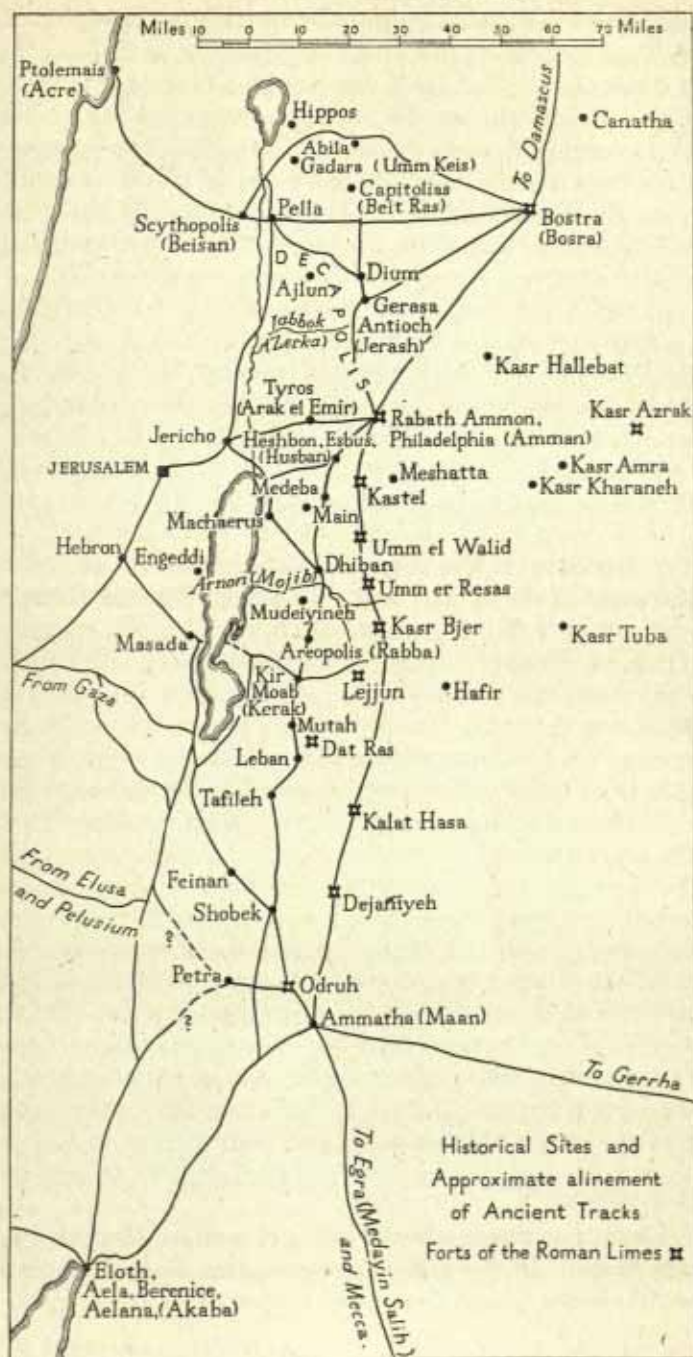 Miles 10 0 10 20 30 40 50 60 70 Miles
Ptolemais
(Acre)
Hippos
Canatha
To Damascus
Abila
Gadara (Umm Keis)
Capitolias
(Beit Ras)
Scythopolis
(Beisan)
Pella
Bostra
(Bosra)
DECAPOLIS
Dium
Ajlun
Gerasa
Antioch
(Jerash)
Jabbok
(Zerka)
Kasr Hallebat
Tyros
(Arak el Emir)
Kasr Azrak
Rabath Ammon,
Philadelphia (Amman)
Jericho
Heshbon, Esbus,
(Husban)
JERUSALEM
Kasr Amra
Medeba
Meshatta
Kasr Kharaneh
Kastel
Main
Machaerus
Umm el Walid
Hebron
Engeddi
Dhiban
Arnon (Mojib)
Umm er Resas
Mudeiyineh
Kasr Bjer
Kasr Tuba
Masada
Areopolis (Rabba)
From Gaza
Kir
Moab
(Kerak)
Lejjun
Hafir
Mutah
Dat Ras
Leban
Tafileh
Kalat Hasa
From Elusa
and Pelusium
Feinan
Dejaniyeh
Shobek
?
Petra
Odruh
?
Ammatha (Maan)
To Gerrha
To Egra (Medayin Salih)
and Mecca.
Historical Sites and
Approximate alinement
of Ancient Tracks
Forts of the Roman Limes
Eloth,
Aela, Berenice,
Aelana, (Akaba)